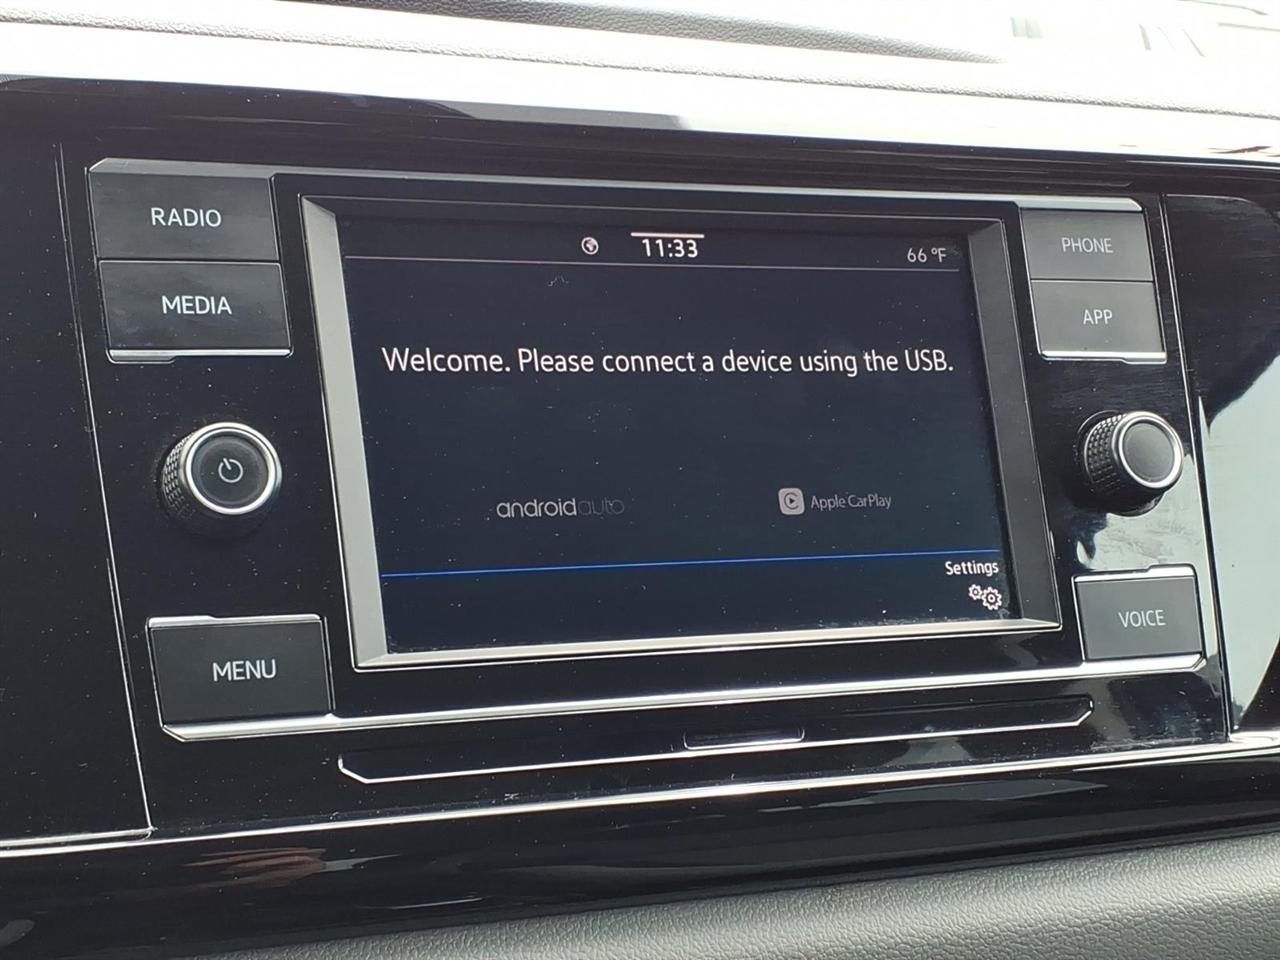 RADIO
MEDIA
MENU
11:33
66 °F
Welcome. Please connect a device using the USB.
androidauto
Apple CarPlay
Settings
PHONE
APP
VOICE